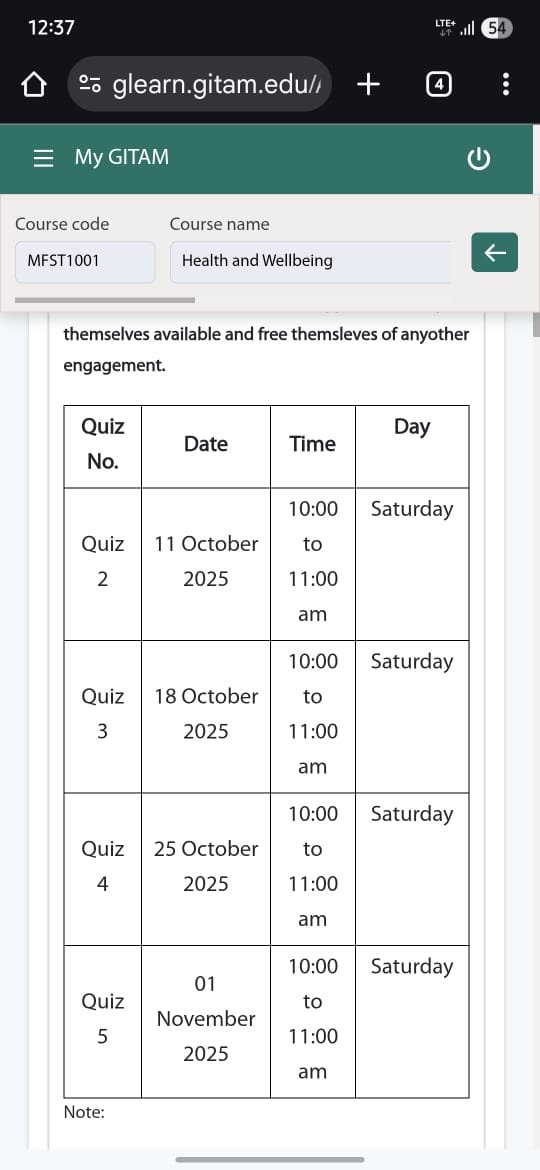 12:37
LTE+
54
glearn.gitam.edu/
4
My GITAM
Course code
Course name
MFST1001
Health and Wellbeing
themselves available and free themsleves of anyother
engagement.
Quiz
No.
Date
Time
Day
Quiz
2
11 October
2025
10:00
to
11:00
am
Saturday
Quiz
3
18 October
2025
10:00
to
11:00
am
Saturday
Quiz
4
25 October
2025
10:00
to
11:00
am
Saturday
Quiz
5
01
November
2025
10:00
to
11:00
am
Saturday
Note: